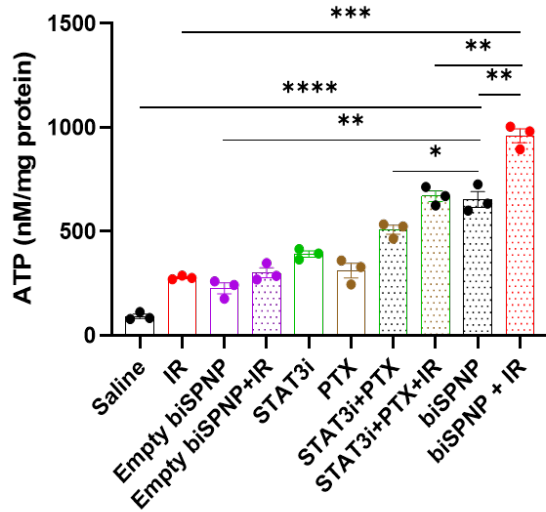 ATP (nM/mg protein)
1500
1000
500
0
***
**
****
**
**
*
Saline
IR
Empty biSPNP
Empty biSPNP+IR
STAT3i
PTX
STAT3i+PTX
STAT3i+PTX+IR
biSPNP
biSPNP + IR